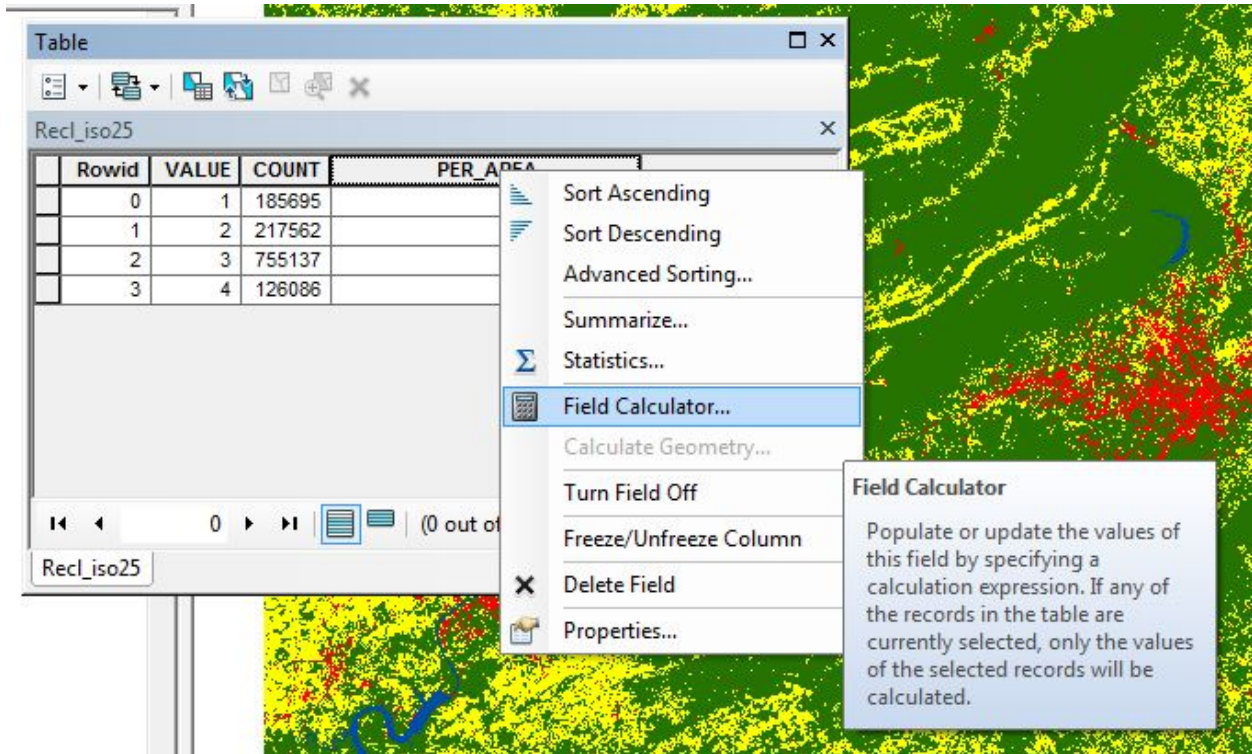 Table
Recl_iso25
Rowid VALUE COUNT PER_AREA
0 1 185695
1 2 217562
2 3 755137
3 4 126086
0 (0 out of
Recl_iso25
Sort Ascending
Sort Descending
Advanced Sorting...
Summarize...
Statistics...
Field Calculator...
Calculate Geometry...
Turn Field Off
Freeze/Unfreeze Column
Delete Field
Properties...
Field Calculator
Populate or update the values of
this field by specifying a
calculation expression. If any of
the records in the table are
currently selected, only the values
of the selected records will be
calculated.